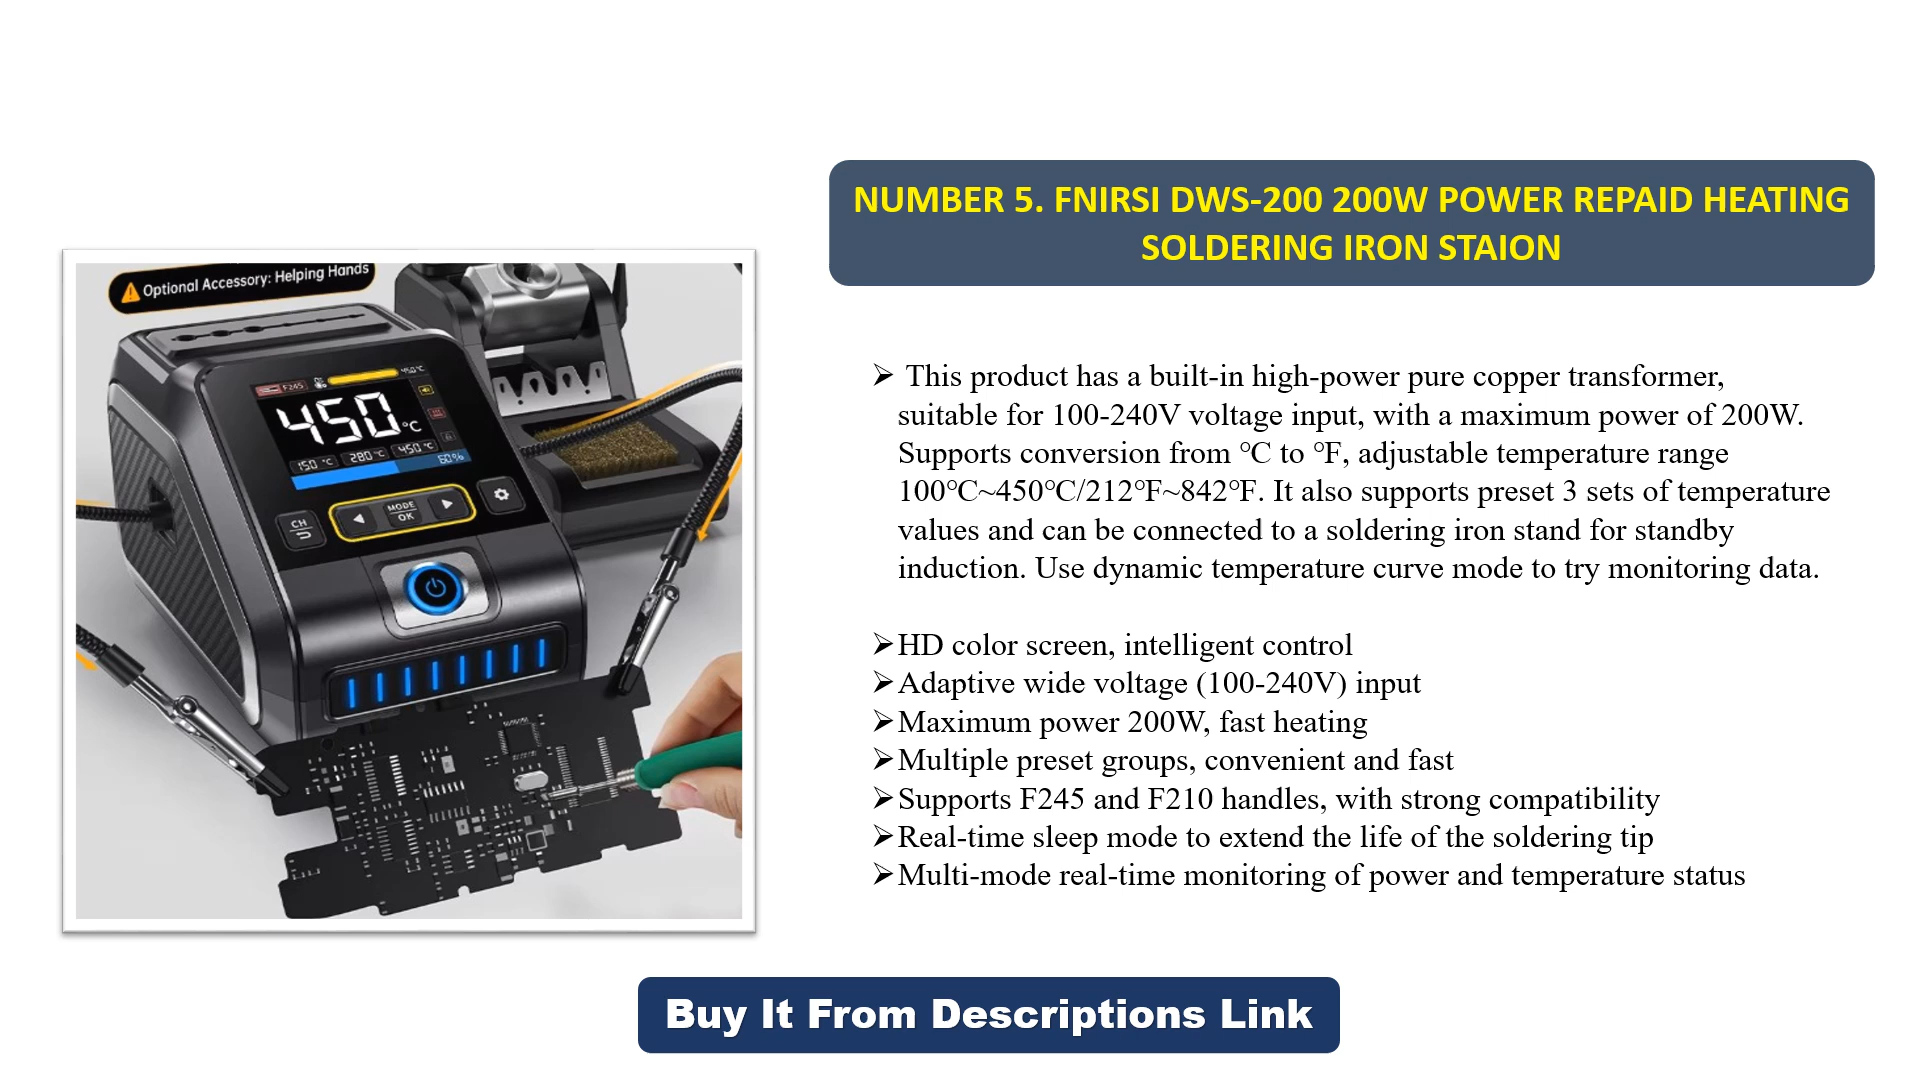 NUMBER 5. FNIRSI DWS-200 200W POWER REPAID HEATING
SOLDERING IRON STAION
Optional Accessory: Helping Hands
F245
450°C
450°C
150 °C 280 °C 450 °C
60%
CH
MODE
OK
➢ This product has a built-in high-power pure copper transformer,
suitable for 100-240V voltage input, with a maximum power of 200W.
Supports conversion from ℃ to ℉, adjustable temperature range
100℃~450℃/212℉~842℉. It also supports preset 3 sets of temperature
values and can be connected to a soldering iron stand for standby
induction. Use dynamic temperature curve mode to try monitoring data.
➢HD color screen, intelligent control
➢Adaptive wide voltage (100-240V) input
➢Maximum power 200W, fast heating
➢Multiple preset groups, convenient and fast
➢Supports F245 and F210 handles, with strong compatibility
➢Real-time sleep mode to extend the life of the soldering tip
➢Multi-mode real-time monitoring of power and temperature status
Buy It From Descriptions Link